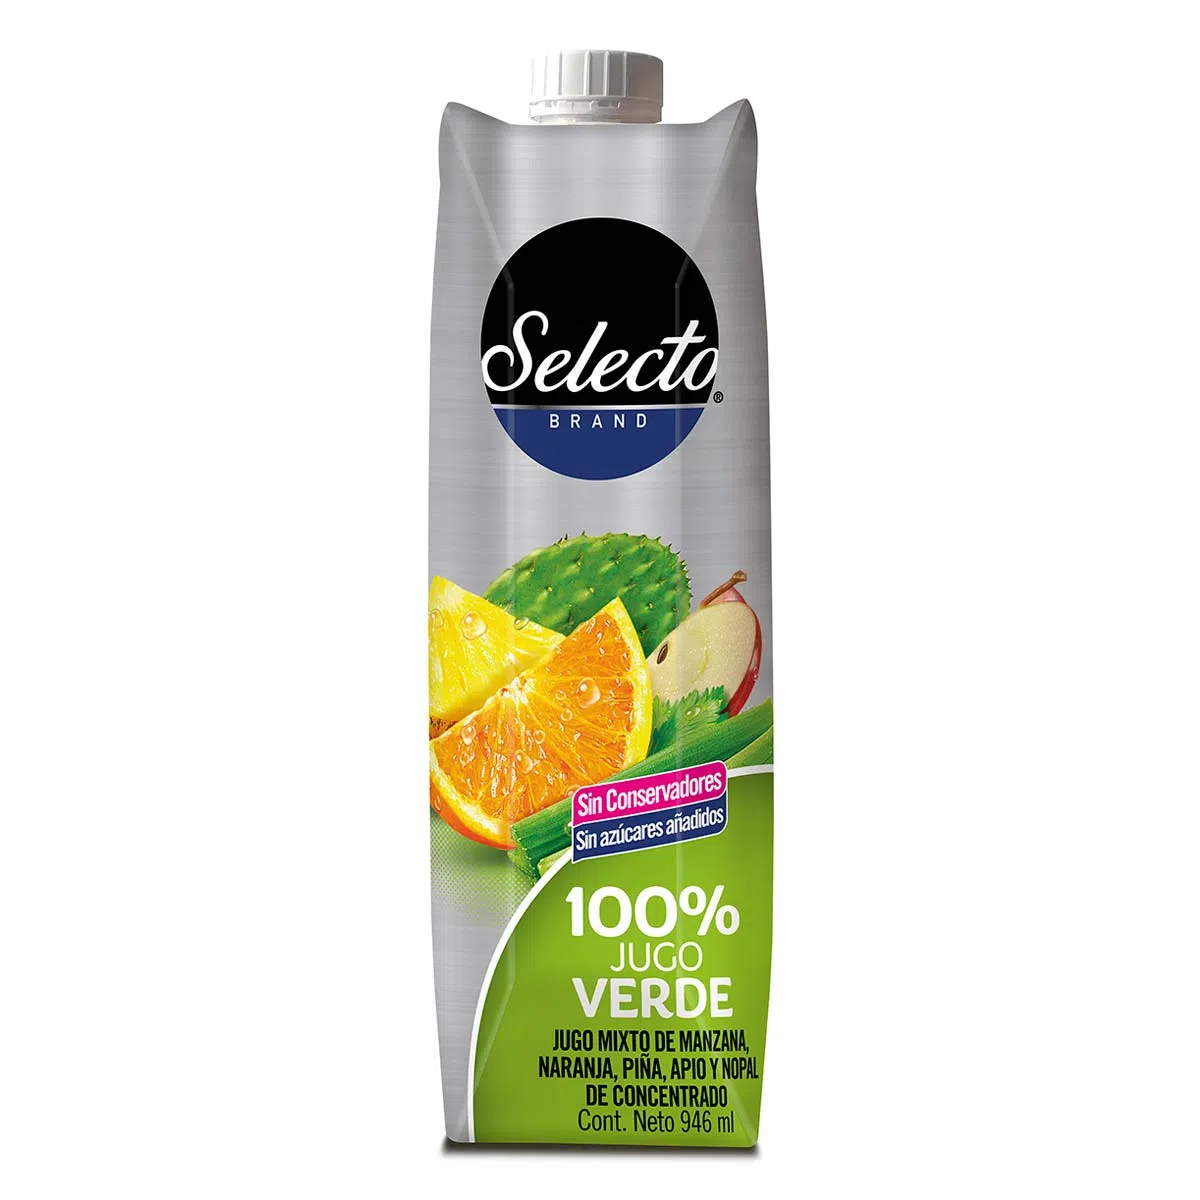 Selecto®
BRAND
Sin Conservadores
Sin azúcares añadidos
100%
JUGO
VERDE
JUGO MIXTO DE MANZANA,
NARANJA, PIÑA, APIO Y NOPAL
DE CONCENTRADO
Cont. Neto 946 ml